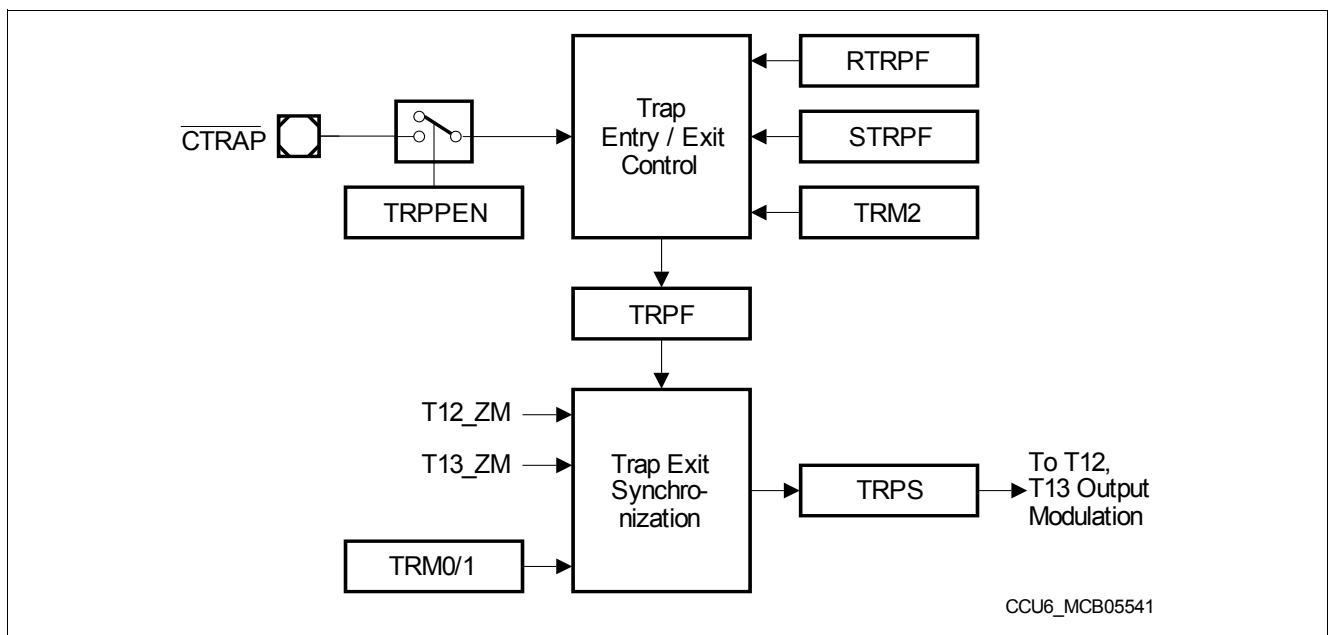 CTRAP
TRPPEN
Trap
Entry / Exit
Control
RTRPF
STRPF
TRM2
TRPF
T12_ZM
T13_ZM
TRM0/1
Trap Exit
Synchro-
nization
TRPS
To T12,
T13 Output
Modulation
CCU6_MCB05541